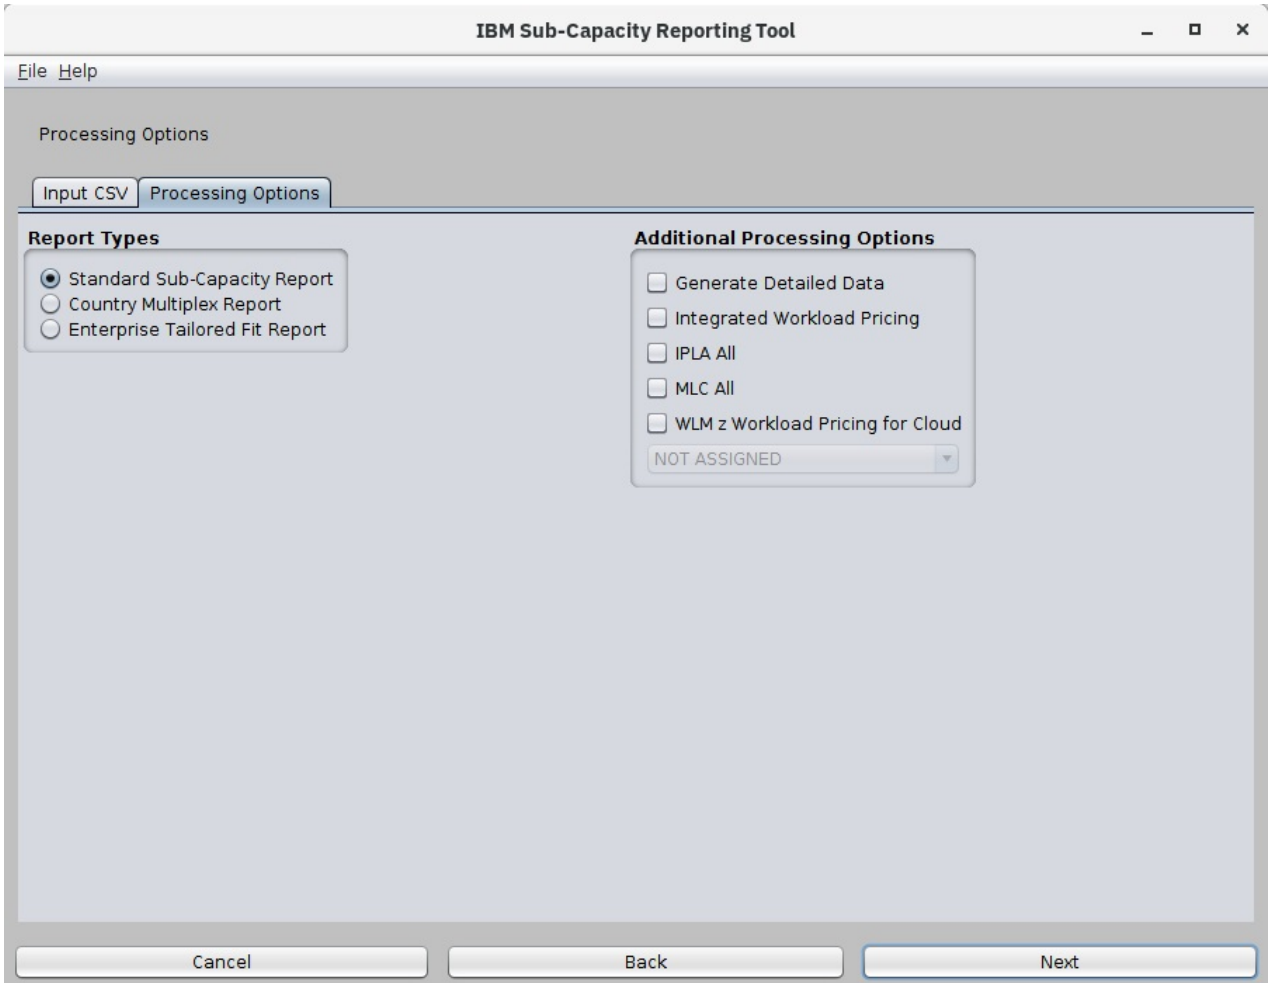 IBM Sub-Capacity Reporting Tool
File Help
Processing Options
Input CSV Processing Options
Report Types
Standard Sub-Capacity Report
Country Multiplex Report
Enterprise Tailored Fit Report
Additional Processing Options
Generate Detailed Data
Integrated Workload Pricing
IPLA All
MLC All
WLM z Workload Pricing for Cloud
NOT ASSIGNED
Cancel Back Next